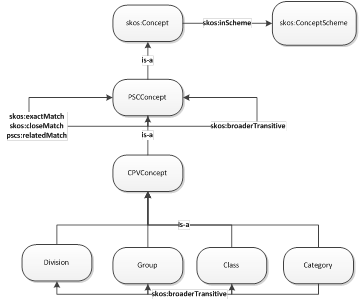 skos:Concept
skos:inScheme
skos:ConceptScheme
is-a
PSCConcept
skos:exactMatch
skos:closeMatch
pscs:relatedMatch
skos:broaderTransitive
is-a
CPVConcept
is-a
Division
Group
Class
Category
skos:broaderTransitive